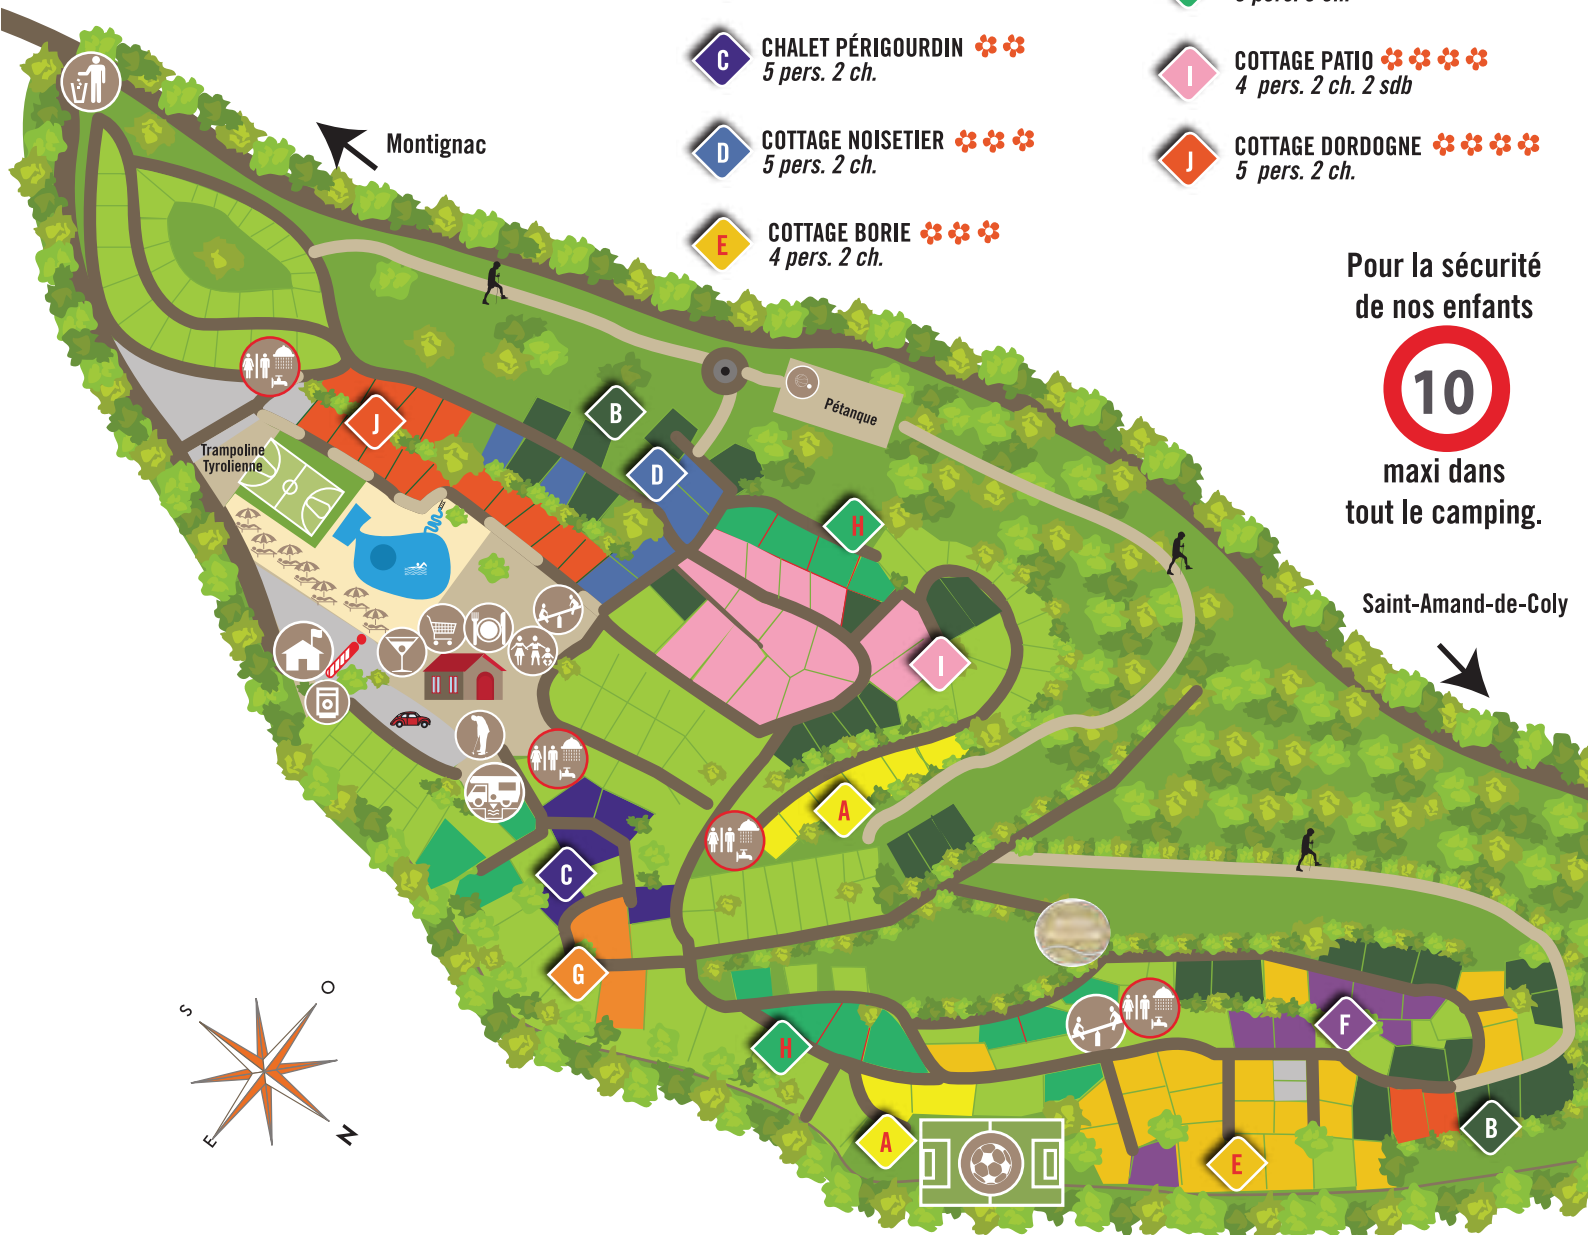 CHALET PÉRIGOURDIN
5 pers. 2 ch.
COTTAGE PATIO
4 pers. 2 ch. 2 sdb
COTTAGE NOISETIER
5 pers. 2 ch.
COTTAGE DORDOGNE
5 pers. 2 ch.
COTTAGE BORIE
4 pers. 2 ch.
C
I
D
J
E
Montignac
Pour la sécurité
de nos enfants
10
maxi dans
tout le camping.
Saint-Amand-de-Coly
Pétanque
Trampoline
Tyrolienne
J
B
D
H
I
A
C
G
H
F
A
E
B
S
O
E
N